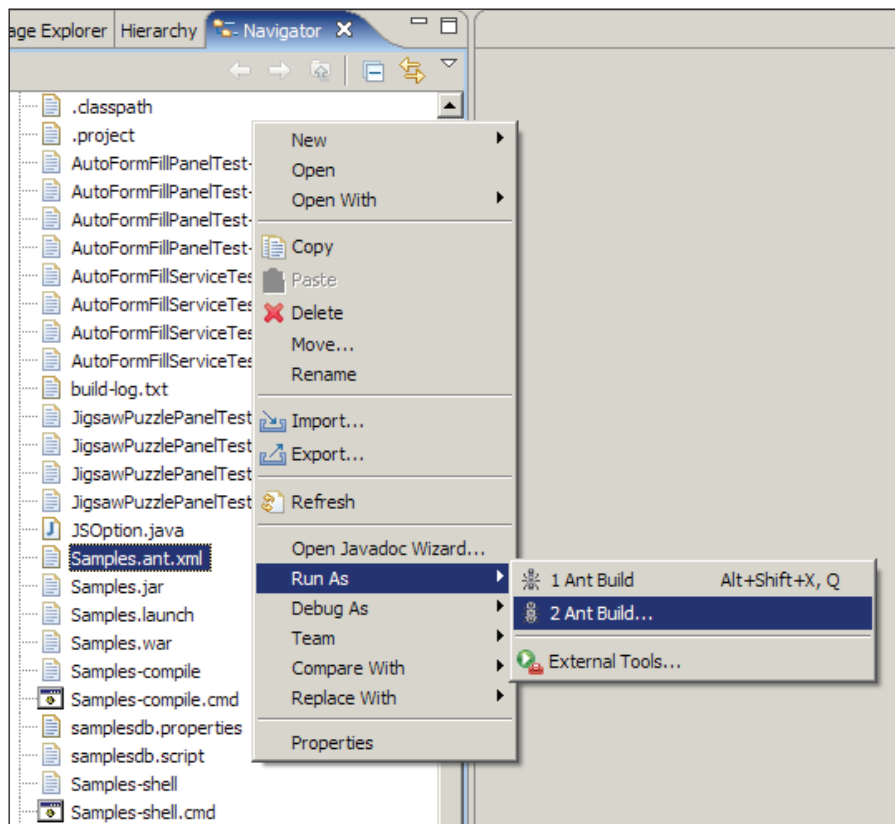 age Explorer Hierarchy Navigator
.classpath
.project
AutoFormFillPanelTest-
AutoFormFillPanelTest-
AutoFormFillPanelTest-
AutoFormFillPanelTest-
AutoFormFillServiceTes
AutoFormFillServiceTes
AutoFormFillServiceTes
AutoFormFillServiceTes
build-log.txt
JigsawPuzzlePanelTest
JigsawPuzzlePanelTest
JigsawPuzzlePanelTest
JigsawPuzzlePanelTest
JSOption.java
Samples.ant.xml
Samples.jar
Samples.launch
Samples.war
Samples-compile
Samples-compile.cmd
samplesdb.properties
samplesdb.script
Samples-shell
Samples-shell.cmd
New
Open
Open With
Copy
Paste
Delete
Move...
Rename
Import...
Export...
Refresh
Open Javadoc Wizard...
Run As
Debug As
Team
Compare With
Replace With
Properties
1 Ant Build Alt+Shift+X, Q
2 Ant Build...
External Tools...